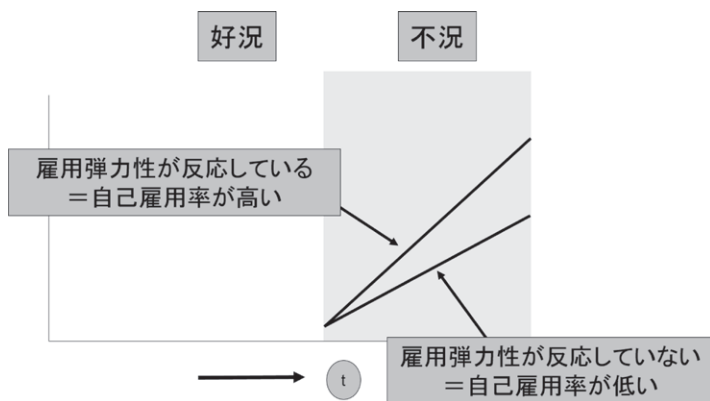 好況
不況
雇用弾力性が反応している
＝自己雇用率が高い
雇用弾力性が反応していない
＝自己雇用率が低い
t